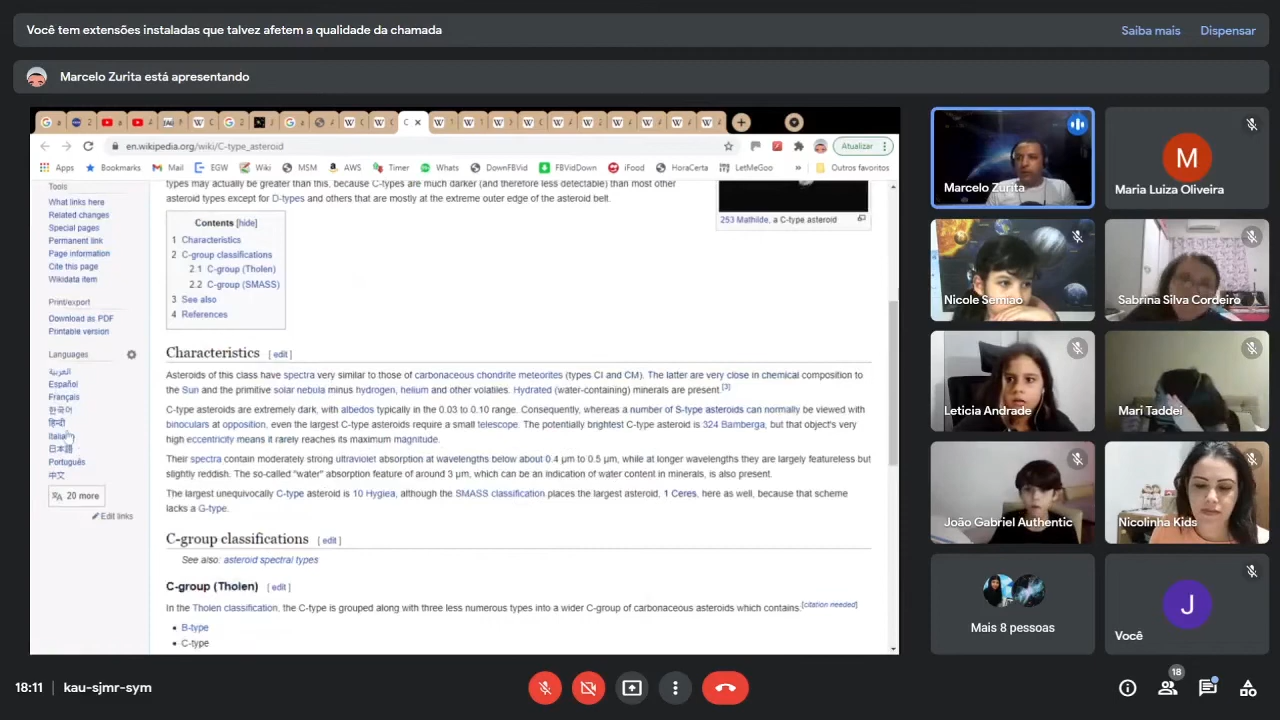 Você tem extensões instaladas que talvez afetem a qualidade da chamada
Saiba mais
Dispensar
Marcelo Zurita está apresentando
en.wikipedia.org/wiki/C-type_asteroid
Atualizar
Apps
Bookmarks
Mail
EGW
Wiki
MSM
AWS
Timer
Whats
DownFBVid
FBVidDown
iFood
HoraCerta
LetMeGo
»
Outros favoritos
Tools
What links here
Related changes
Special pages
Permanent link
Page information
Cite this page
Wikidata item
Print/export
Download as PDF
Printable version
Languages
العربية
Español
Français
한국어
हिन्दी
Italiano
日本語
Português
中文
20 more
Edit links
types may actually be greater than this, because C-types are much darker (and therefore less detectable) than most other
asteroid types except for D-types and others that are mostly at the extreme outer edge of the asteroid belt.
253 Mathilde, a C-type asteroid
Contents [hide]
1 Characteristics
2 C-group classifications
2.1 C-group (Tholen)
2.2 C-group (SMASS)
3 See also
4 References
Characteristics [ edit ]
Asteroids of this class have spectra very similar to those of carbonaceous chondrite meteorites (types CI and CM). The latter are very close in chemical composition to
the Sun and the primitive solar nebula minus hydrogen, helium and other volatiles. Hydrated (water-containing) minerals are present.[3]
C-type asteroids are extremely dark, with albedos typically in the 0.03 to 0.10 range. Consequently, whereas a number of S-type asteroids can normally be viewed with
binoculars at opposition, even the largest C-type asteroids require a small telescope. The potentially brightest C-type asteroid is 324 Bamberga, but that object's very
high eccentricity means it rarely reaches its maximum magnitude.
Their spectra contain moderately strong ultraviolet absorption at wavelengths below about 0.4 μm to 0.5 μm, while at longer wavelengths they are largely featureless but
slightly reddish. The so-called "water" absorption feature of around 3 μm, which can be an indication of water content in minerals, is also present.
The largest unequivocally C-type asteroid is 10 Hygiea, although the SMASS classification places the largest asteroid, 1 Ceres, here as well, because that scheme
lacks a G-type.
C-group classifications [ edit ]
See also: asteroid spectral types
C-group (Tholen) [ edit ]
In the Tholen classification, the C-type is grouped along with three less numerous types into a wider C-group of carbonaceous asteroids which contains:[citation needed]
• B-type
• C-type
Marcelo Zurita
M
Maria Luiza Oliveira
Nicole Semião
Sabrina Silva Cordeiro
Leticia Andrade
Mari Taddei
João Gabriel Authentic
Nicolinha Kids
Mais 8 pessoas
J
Você
18:11 | kau-sjmr-sym
18